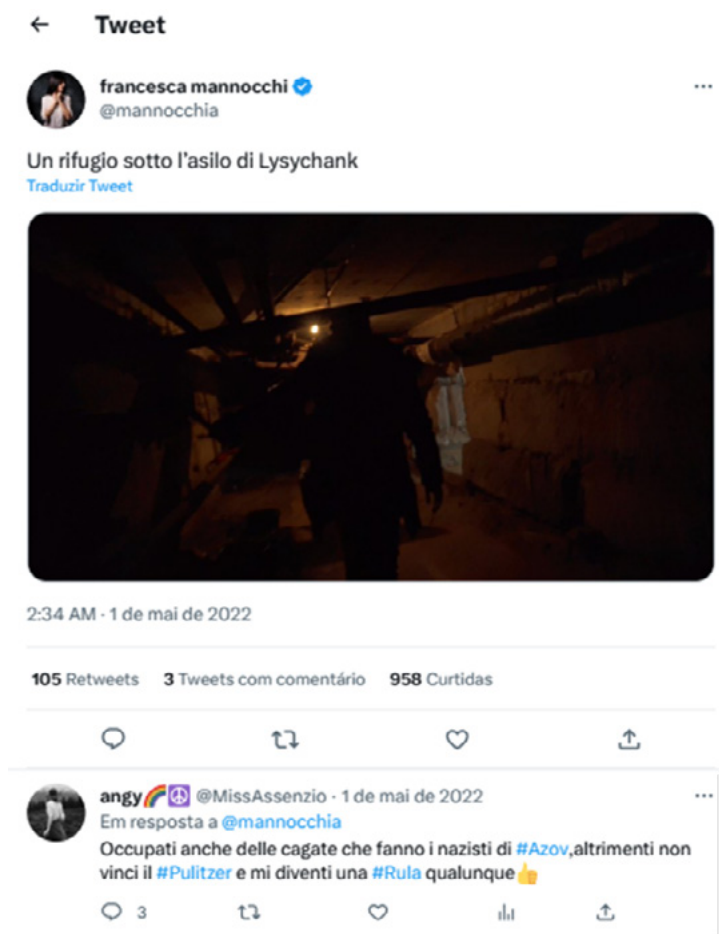 Tweet
francesca mannocchi
@mannocchia
Un rifugio sotto l'asilo di Lysychank
Traduzir Tweet
2:34 AM · 1 de mai de 2022
105 Retweets 3 Tweets com comentário 958 Curtidas
angy🌈☮️ @MissAssenzio · 1 de mai de 2022
Em resposta a @mannocchia
Occupati anche delle cagate che fanno i nazisti di #Azov,altrimenti non
vinci il #Pulitzer e mi diventi una #Rula qualunque👍
3